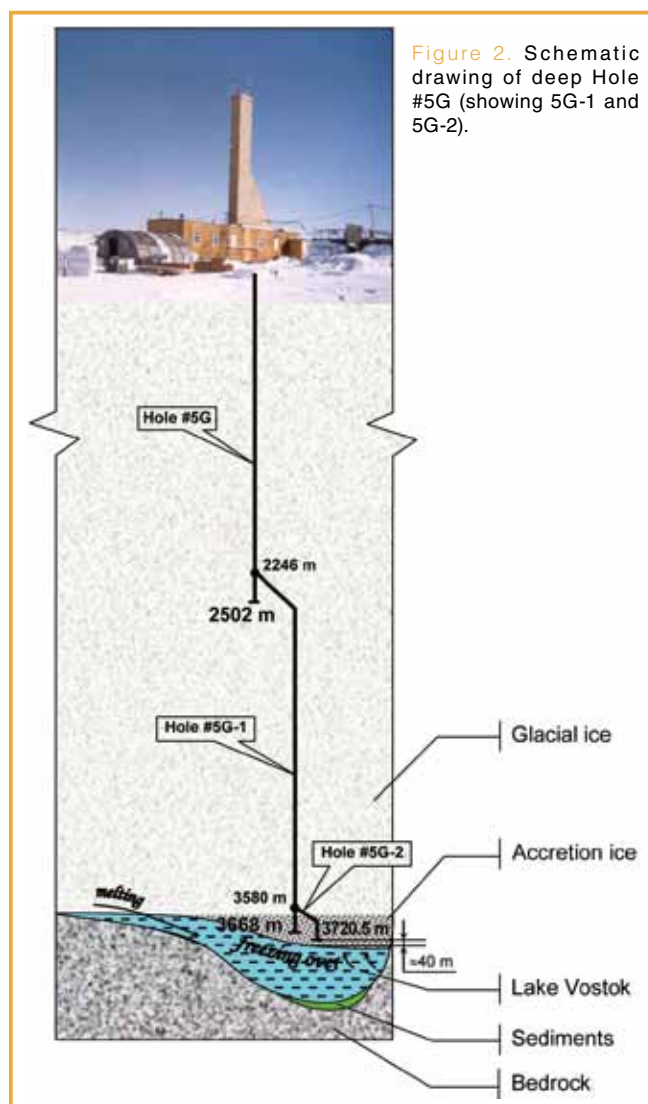 Figure 2. Schematic
drawing of deep Hole
#5G (showing 5G-1 and
5G-2).
Hole #5G
2246 m
2502 m
Hole #5G-1
Glacial ice
Hole #5G-2
Accretion ice
melting
3580 m
3668 m
3720.5 m
freezing over
≈40 m
Lake Vostok
Sediments
Bedrock